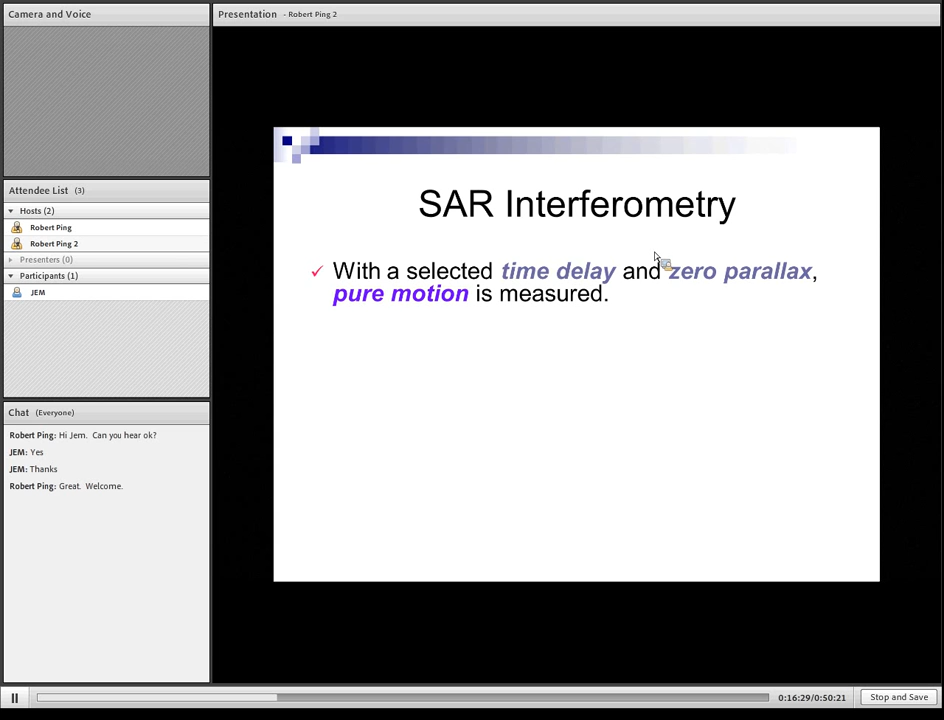 Camera and Voice
Presentation - Robert Ping 2
Attendee List (3)
Hosts (2)
Robert Ping
Robert Ping 2
Presenters (0)
Participants (1)
JEM
Chat (Everyone)
Robert Ping: Hi Jem. Can you hear ok?
JEM: Yes
JEM: Thanks
Robert Ping: Great. Welcome.
SAR Interferometry
✓ With a selected time delay and zero parallax,
pure motion is measured.
0:16:29/0:50:21
Stop and Save